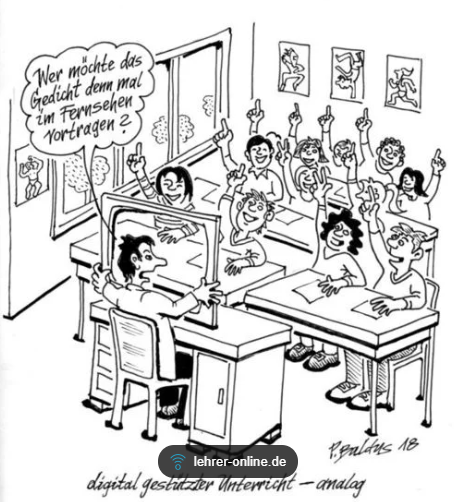 Wer möchte das
Gedicht denn mal
im Fernsehen
vortragen?
P. Baldus 18
lehrer-online.de
digital gestützter Unterricht – analog